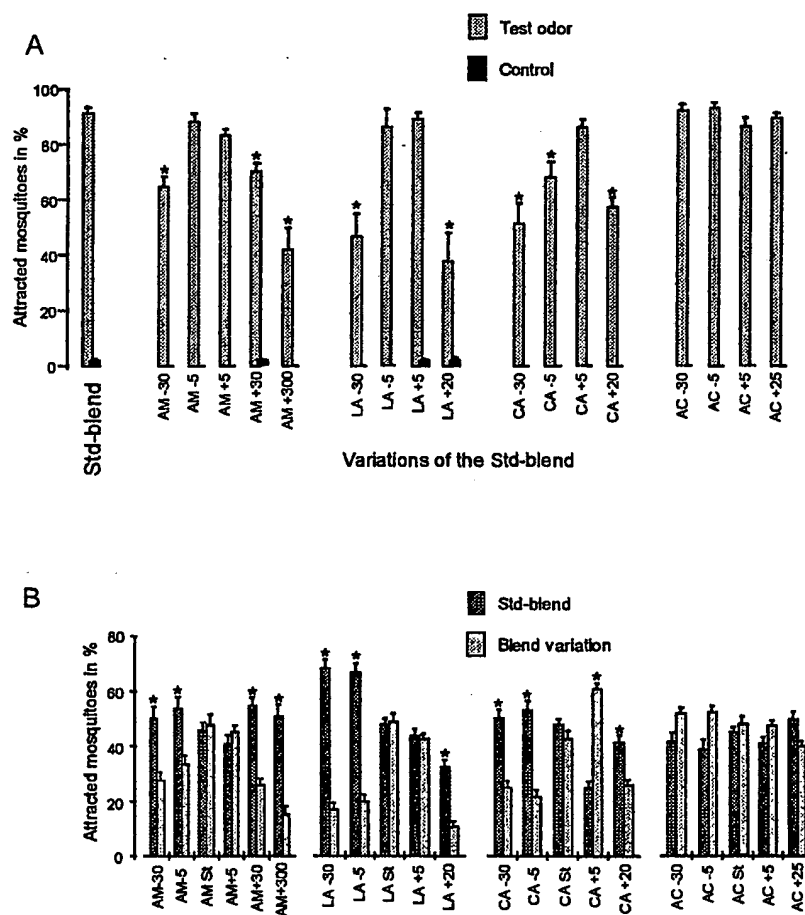 A
Test odor
Control
Attracted mosquitoes in %
100
80
60
40
20
0
Std-blend
AM -30
AM -5
AM +5
AM +30
AM +300
LA -30
LA -5
LA +5
LA +20
CA -30
CA -5
CA +5
CA +20
AC -30
AC -5
AC +5
AC +25
* * * * * * * *
Variations of the Std-blend
B
Std-blend
Blend variation
Attracted mosquitoes in %
80
60
40
20
0
* * * * * * * * * * *
AM-30
AM-5
AM St
AM+5
AM+30
AM+300
LA -30
LA -5
LA St
LA +5
LA +20
CA -30
CA -5
CA St
CA +5
CA +20
AC -30
AC -5
AC St
AC +5
AC +25